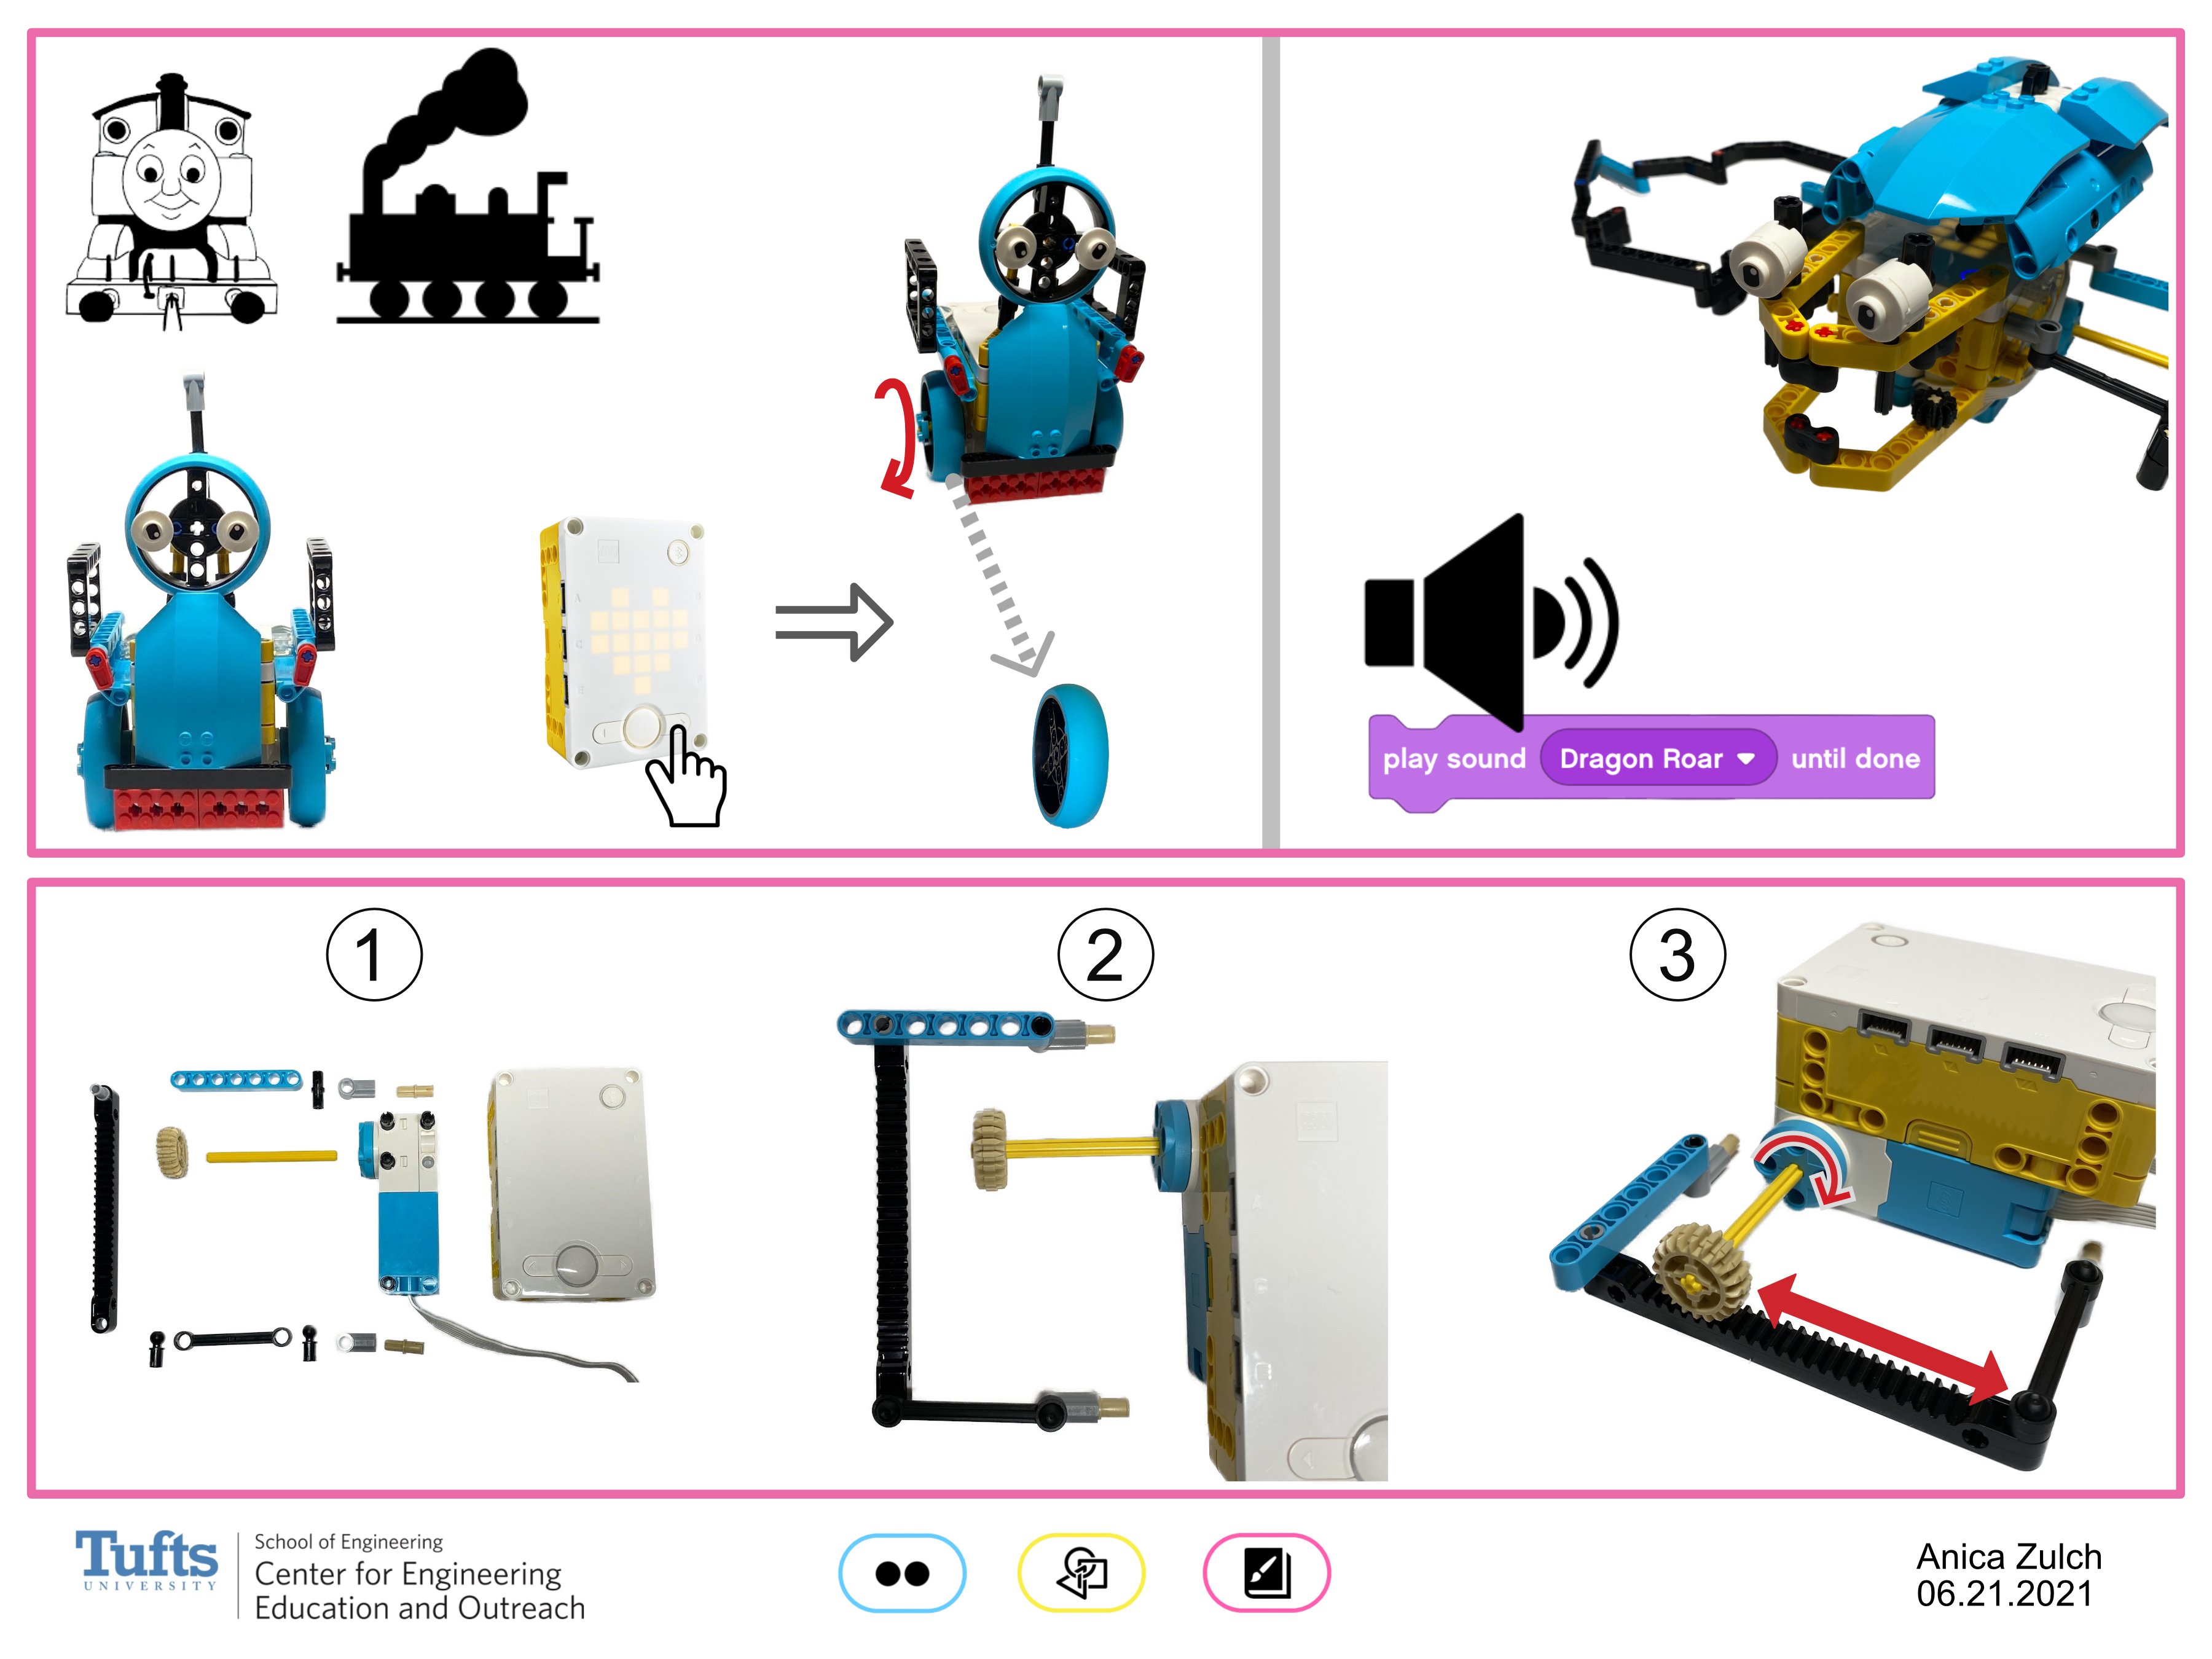 play sound Dragon Roar until done
1
2
3
Tufts
UNIVERSITY
School of Engineering
Center for Engineering
Education and Outreach
Anica Zulch
06.21.2021